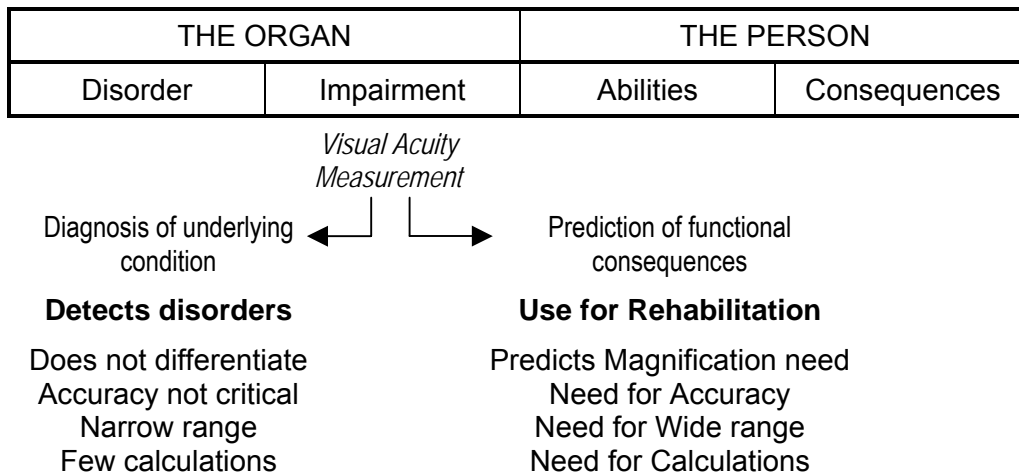 THE ORGAN THE PERSON
Disorder Impairment Abilities Consequences
Visual Acuity
Measurement
Diagnosis of underlying
condition
Prediction of functional
consequences
Detects disorders
Does not differentiate
Accuracy not critical
Narrow range
Few calculations
Use for Rehabilitation
Predicts Magnification need
Need for Accuracy
Need for Wide range
Need for Calculations